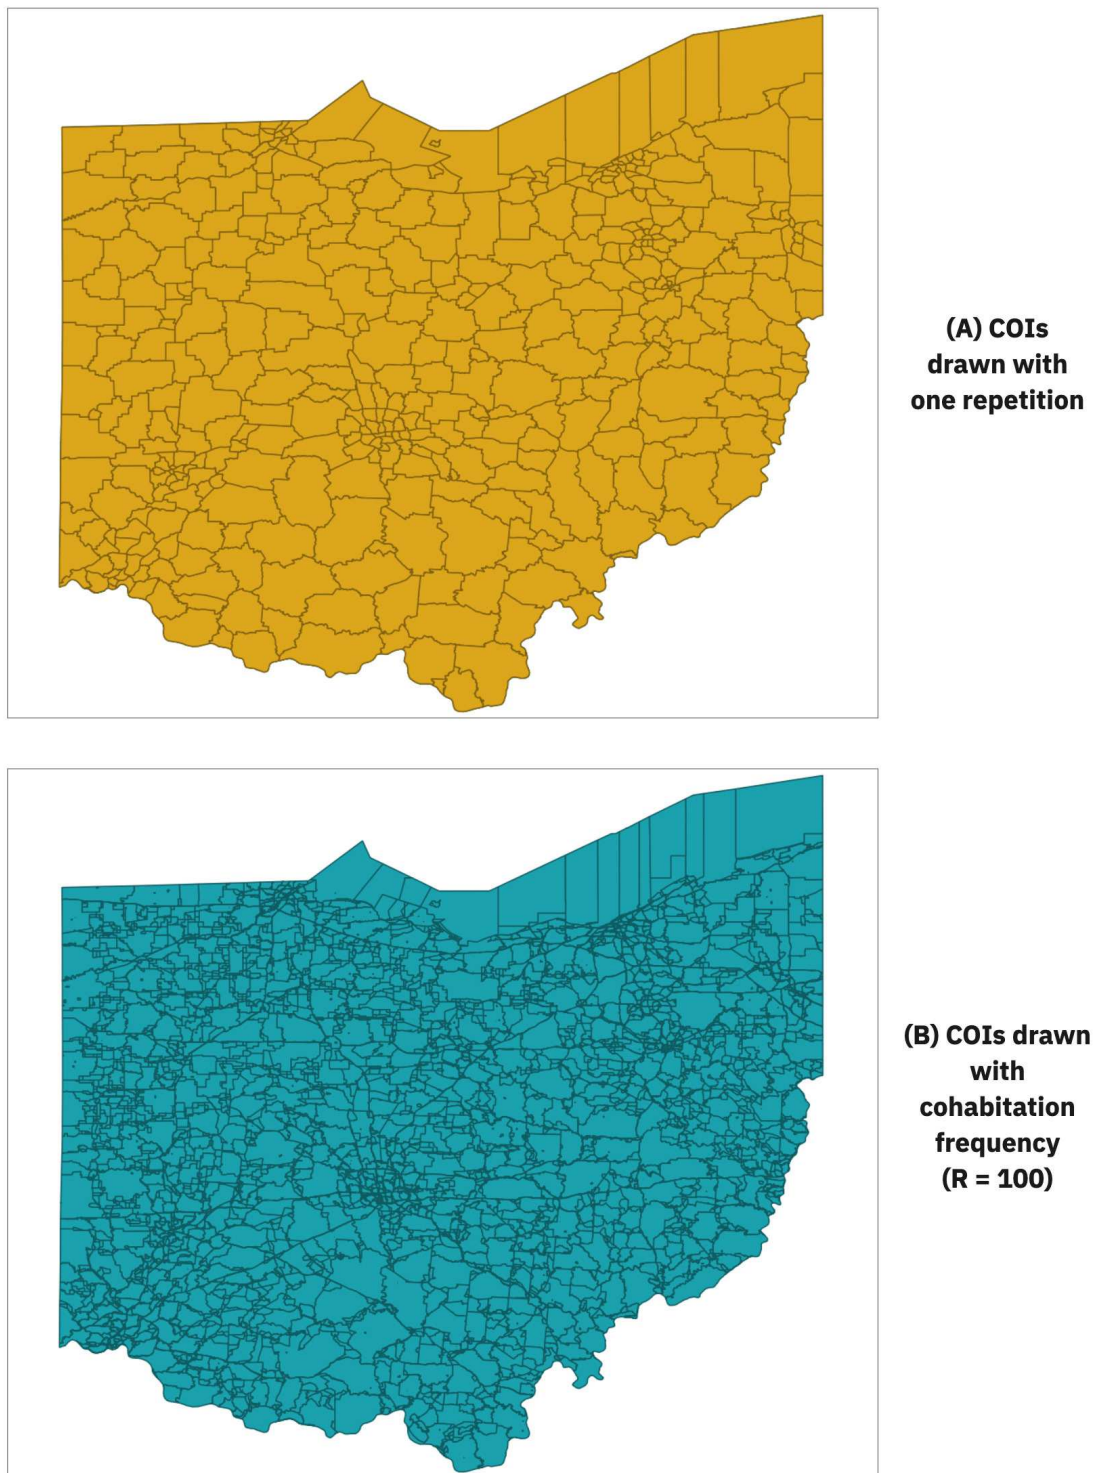 (A) COIs
drawn with
one repetition
(B) COIs drawn
with
cohabitation
frequency
(R = 100)